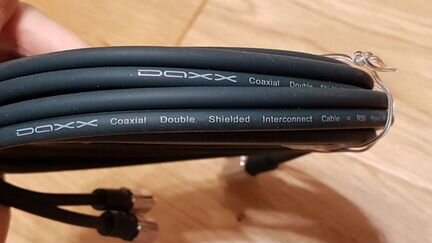 DAXX Coaxial Double
DAXX Coaxial Double Shielded Interconnect Cable - R50